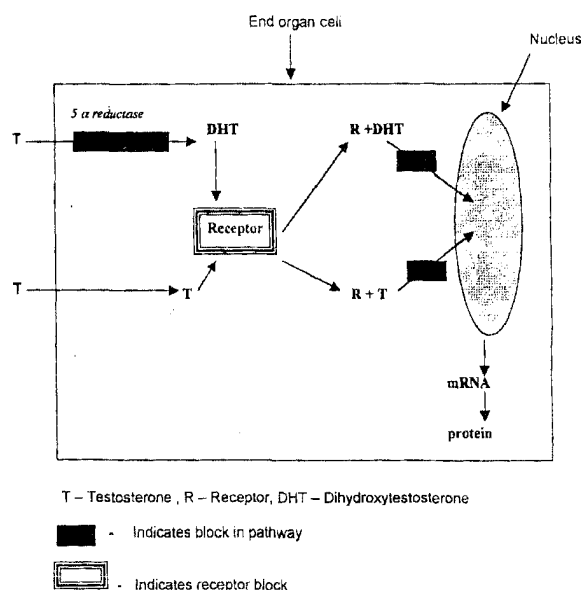 End organ cell
Nucleus
5 α reductase
T
DHT
R +DHT
Receptor
T
T
R + T
mRNA
protein
T – Testosterone , R – Receptor, DHT – Dihydroxytestosterone
- Indicates block in pathway
- Indicates receptor block